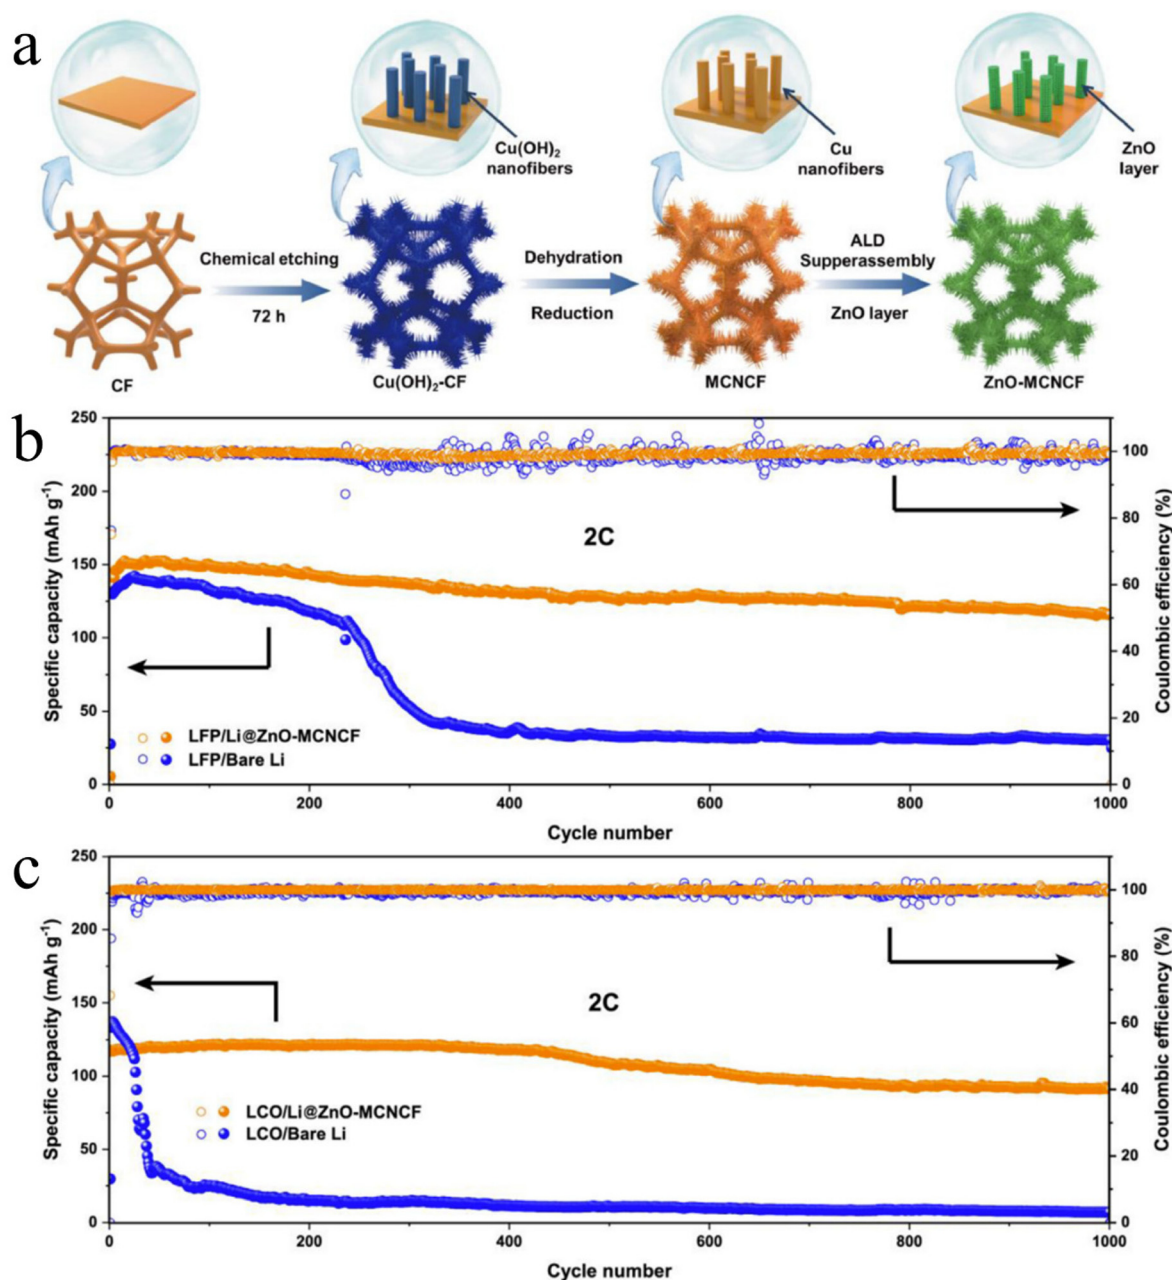 a
Cu(OH)₂
nanofibers
Cu
nanofibers
ZnO
layer
Chemical etching
72 h
Dehydration
Reduction
ALD
Supperassembly
ZnO layer
CF
Cu(OH)₂-CF
MCNCF
ZnO-MCNCF
b
Specific capacity (mAh g⁻¹)
250
200
150
100
50
0
2C
LFP/Li@ZnO-MCNCF
LFP/Bare Li
100
80
60
40
20
0
Coulombic efficiency (%)
0 200 400 600 800 1000
Cycle number
c
Specific capacity (mAh g⁻¹)
250
200
150
100
50
0
2C
LCO/Li@ZnO-MCNCF
LCO/Bare Li
100
80
60
40
20
0
Coulombic efficiency (%)
0 200 400 600 800 1000
Cycle number